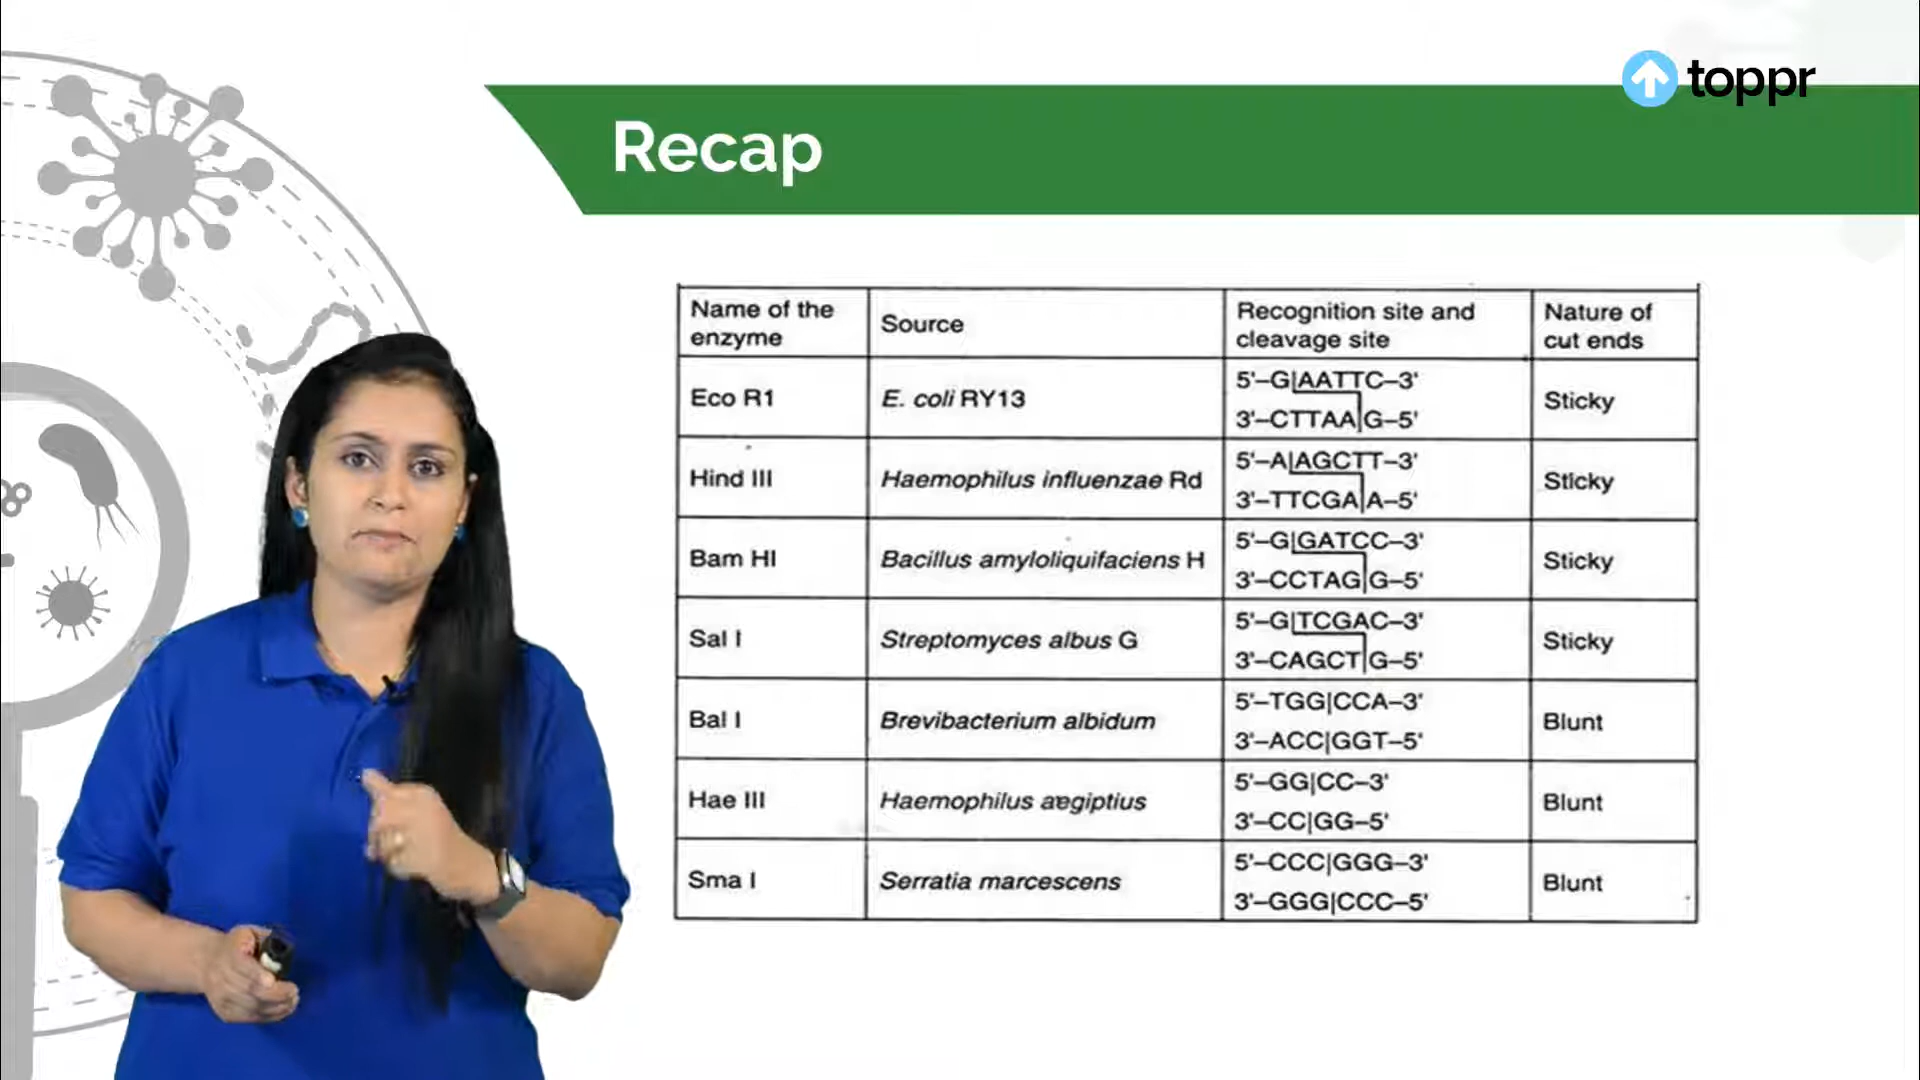 toppr
Recap
Name of the enzyme | Source | Recognition site and cleavage site | Nature of cut ends
Eco R1 | E. coli RY13 | 5'–G|AATTC–3' | Sticky
3'–CTTAA|G–5'
Hind III | Haemophilus influenzae Rd | 5'–A|AGCTT–3' | Sticky
3'–TTCGA|A–5'
Bam HI | Bacillus amyloliquifaciens H | 5'–G|GATCC–3' | Sticky
3'–CCTAG|G–5'
Sal I | Streptomyces albus G | 5'–G|TCGAC–3' | Sticky
3'–CAGCT|G–5'
Bal I | Brevibacterium albidum | 5'–TGG|CCA–3' | Blunt
3'–ACC|GGT–5'
Hae III | Haemophilus aegiptius | 5'–GG|CC–3' | Blunt
3'–CC|GG–5'
Sma I | Serratia marcescens | 5'–CCC|GGG–3' | Blunt
3'–GGG|CCC–5'